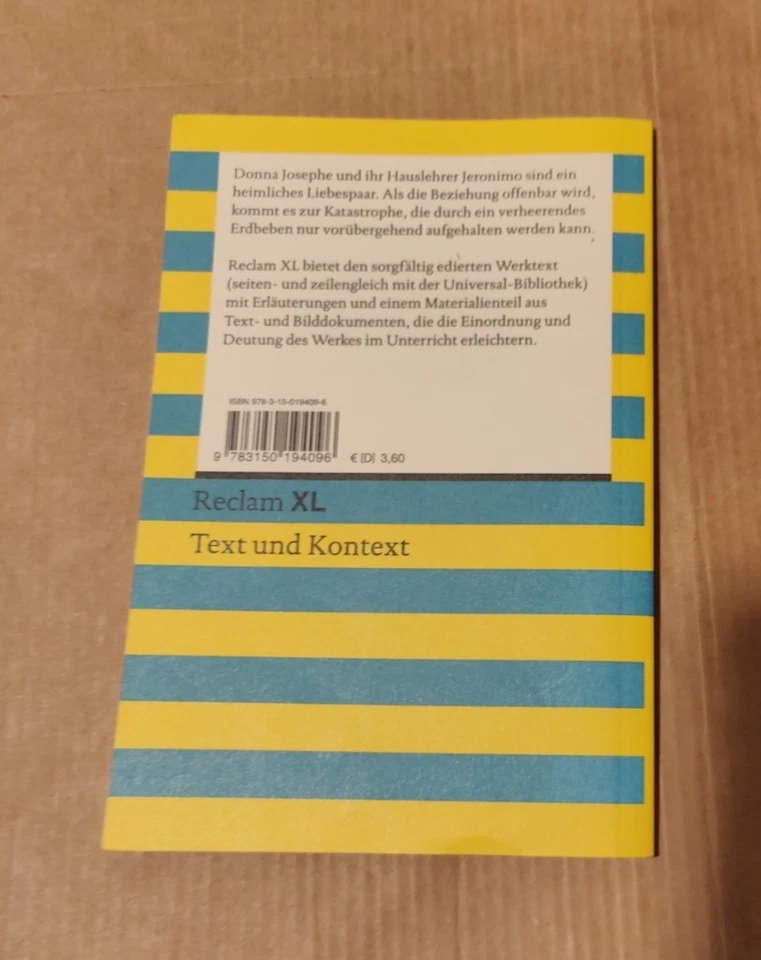 Donna Josephe und ihr Hauslehrer Jeronimo sind ein
heimliches Liebespaar. Als die Beziehung offenbar wird,
kommt es zur Katastrophe, die durch ein verheerendes
Erdbeben nur vorübergehend aufgehalten werden kann.
Reclam XL bietet den sorgfältig edierten Werktext
(seiten- und zeilengleich mit der Universal-Bibliothek)
mit Erläuterungen und einem Materialienteil aus
Text- und Bilddokumenten, die die Einordnung und
Deutung des Werkes im Unterricht erleichtern.
ISBN 978-3-15-019409-6
9 783150 194096 € [D] 3,60
Reclam XL
Text und Kontext